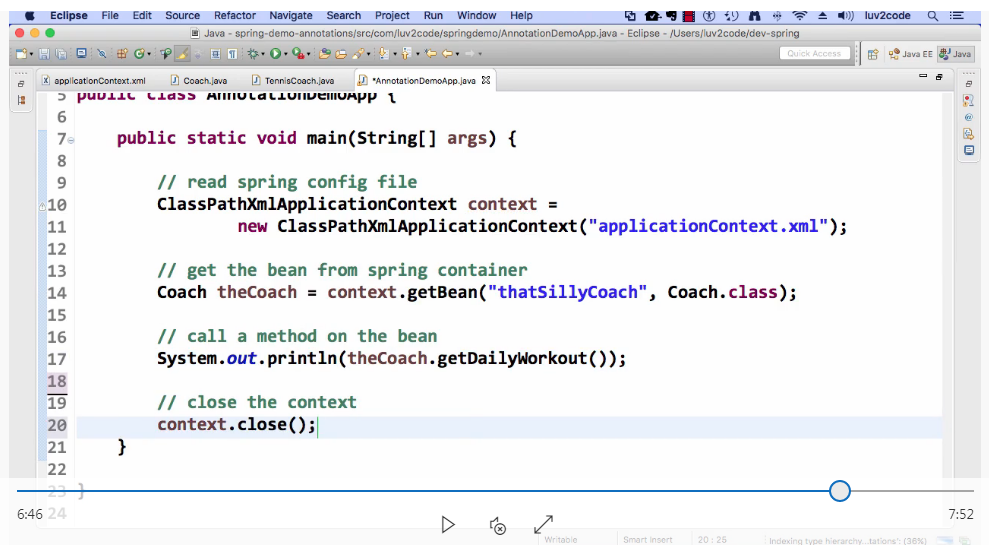 Eclipse File Edit Source Refactor Navigate Search Project Run Window Help luv2code
Java - spring-demo-annotations/src/com/luv2code/springdemo/AnnotationDemoApp.java - Eclipse - /Users/luv2code/dev-spring
Quick Access Java EE Java
applicationContext.xml Coach.java TennisCoach.java *AnnotationDemoApp.java
5 public class AnnotationDemoApp {
6
7 public static void main(String[] args) {
8
9 // read spring config file
10 ClassPathXmlApplicationContext context =
11 new ClassPathXmlApplicationContext("applicationContext.xml");
12
13 // get the bean from spring container
14 Coach theCoach = context.getBean("thatSillyCoach", Coach.class);
15
16 // call a method on the bean
17 System.out.println(theCoach.getDailyWorkout());
18
19 // close the context
20 context.close();
21 }
22
23 }
6:46 24 7:52
Writable Smart Insert 20 : 25 Indexing type hierarchy...tations': (36%)